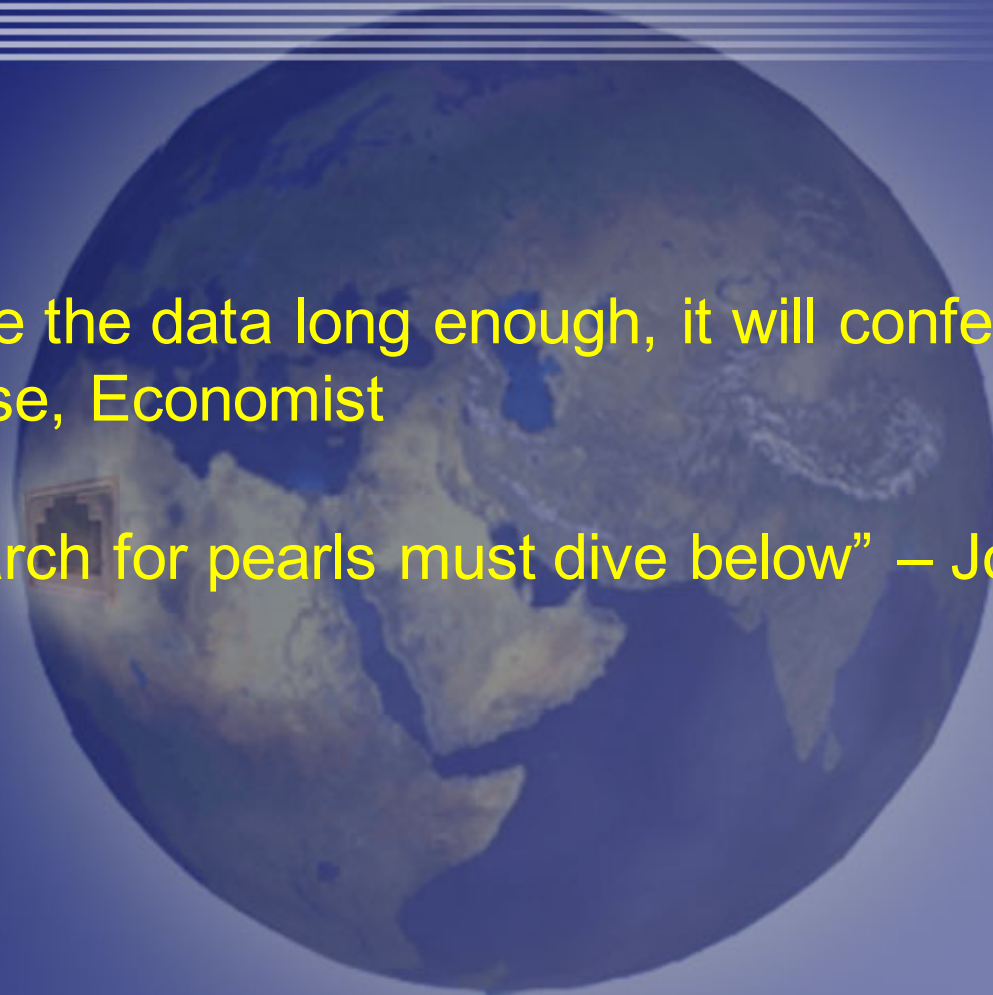 e the data long enough, it will confe
se, Economist
rch for pearls must dive below” – Jo